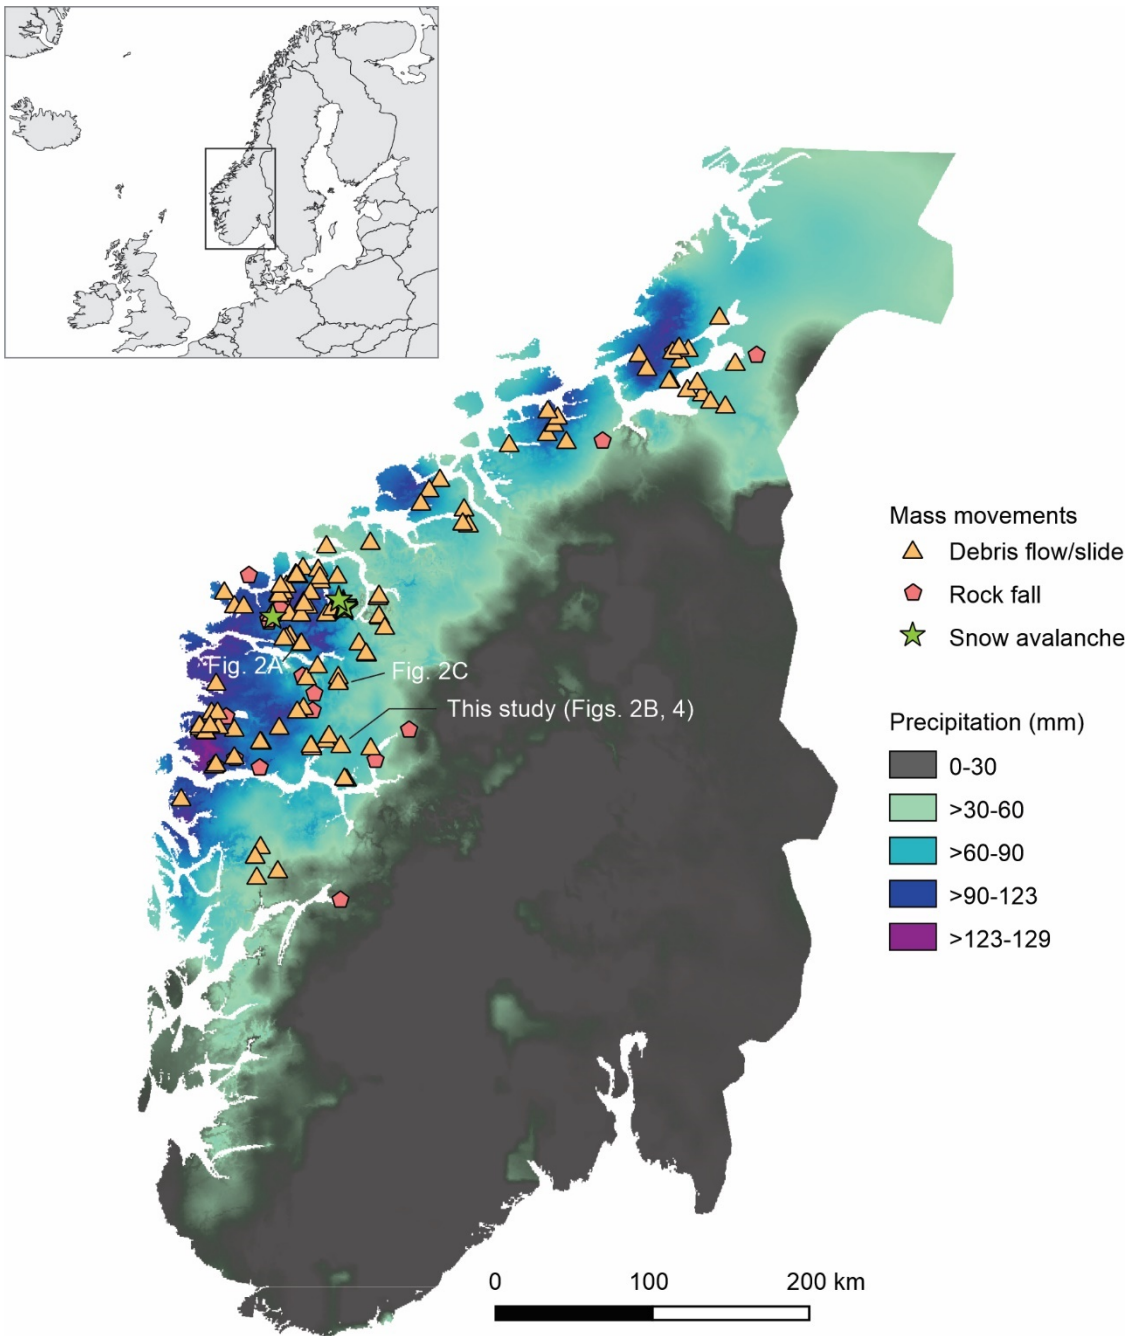 Mass movements
Debris flow/slide
Rock fall
Snow avalanche
Fig. 2A
Fig. 2C
This study (Figs. 2B, 4)
Precipitation (mm)
0-30
>30-60
>60-90
>90-123
>123-129
0 100 200 km